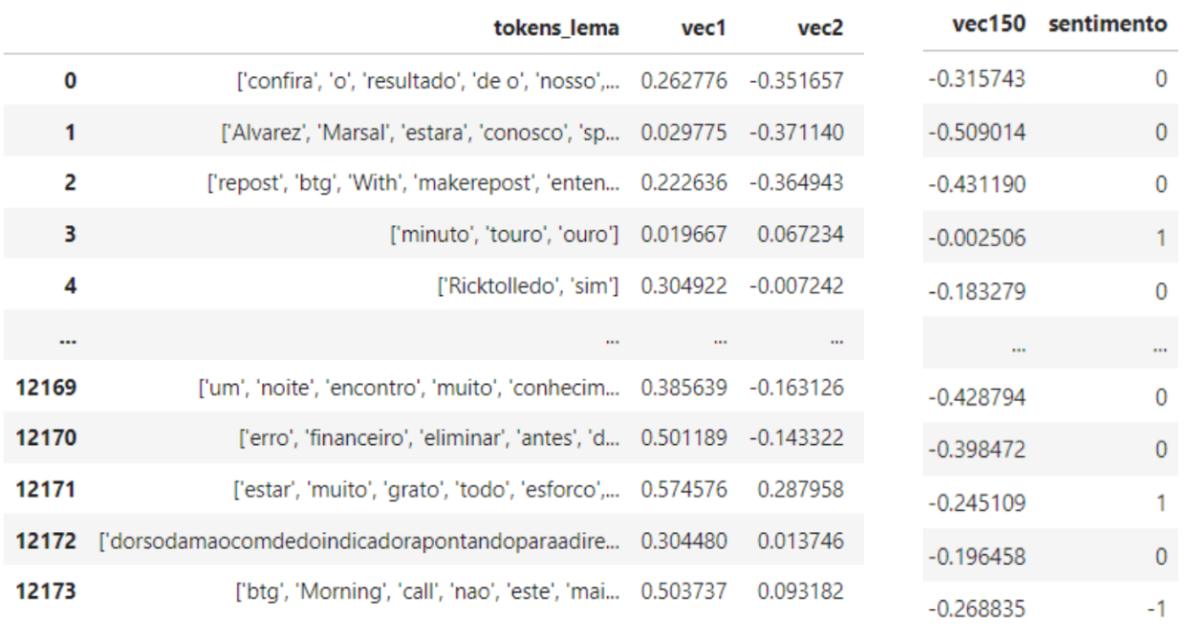 tokens_lema vec1 vec2 vec150 sentimento
0 ['confira', 'o', 'resultado', 'de o', 'nosso',... 0.262776 -0.351657 -0.315743 0
1 ['Alvarez', 'Marsal', 'estara', 'conosco', 'sp... 0.029775 -0.371140 -0.509014 0
2 ['repost', 'btg', 'With', 'makerepost', 'enten... 0.222636 -0.364943 -0.431190 0
3 ['minuto', 'touro', 'ouro'] 0.019667 0.067234 -0.002506 1
4 ['Ricktolledo', 'sim'] 0.304922 -0.007242 -0.183279 0
... ... ... ... ... ...
12169 ['um', 'noite', 'encontro', 'muito', 'conhecim... 0.385639 -0.163126 -0.428794 0
12170 ['erro', 'financeiro', 'eliminar', 'antes', 'd... 0.501189 -0.143322 -0.398472 0
12171 ['estar', 'muito', 'grato', 'todo', 'esforco',... 0.574576 0.287958 -0.245109 1
12172 ['dorsodamaocomdedoindicadorapontandoparaadire... 0.304480 0.013746 -0.196458 0
12173 ['btg', 'Morning', 'call', 'nao', 'este', 'mai... 0.503737 0.093182 -0.268835 -1